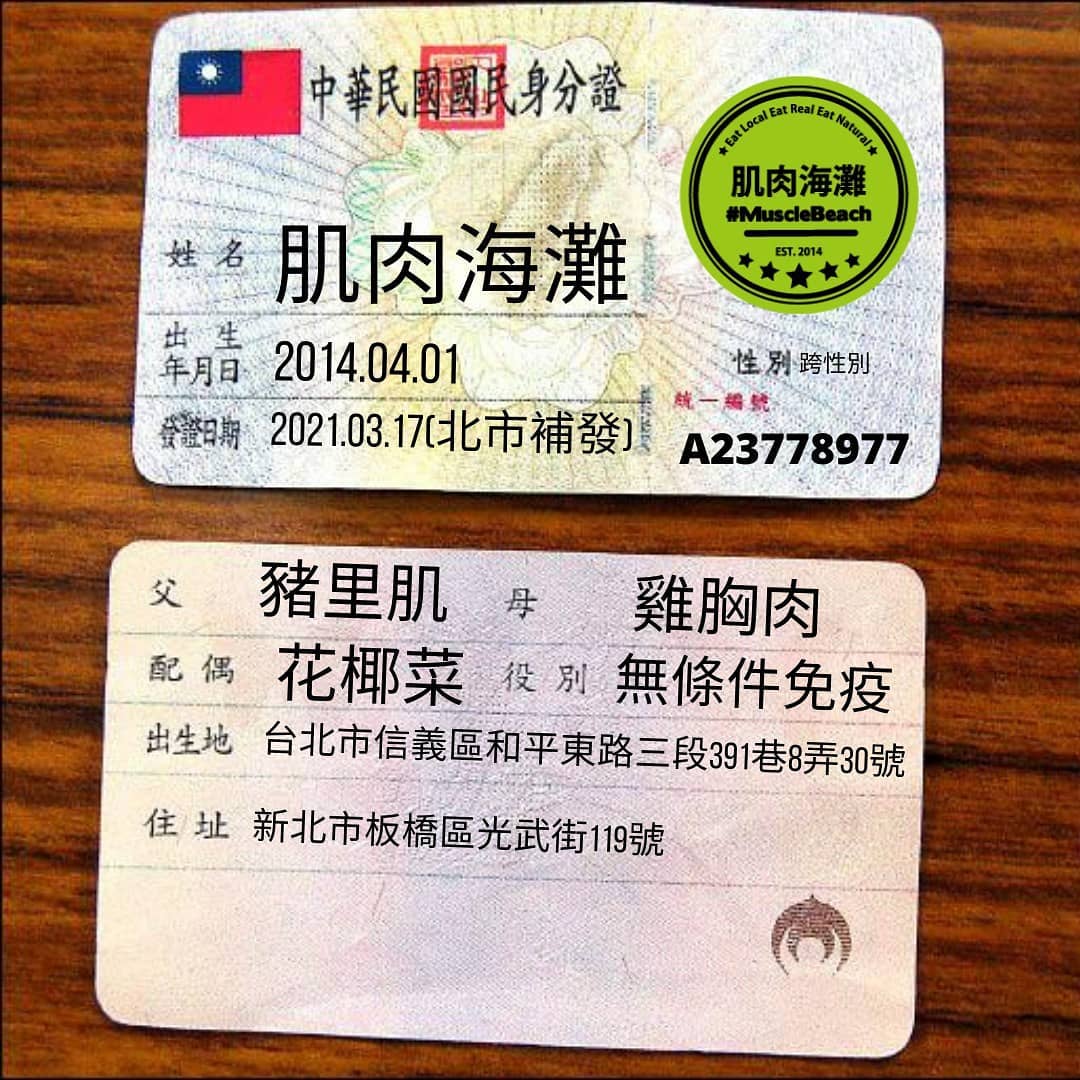 中華民國國民身分證
★Eat Local Eat Real Eat Natural★
肌肉海灘
#MuscleBeach
EST. 2014
姓名 肌肉海灘
出生年月日 2014.04.01
性別 跨性別
發證日期 2021.03.17(北市補發)
統一編號
A23778977
父 豬里肌 母 雞胸肉
配偶 花椰菜 役別 無條件免疫
出生地 台北市信義區和平東路三段391巷8弄30號
住址 新北市板橋區光武街119號